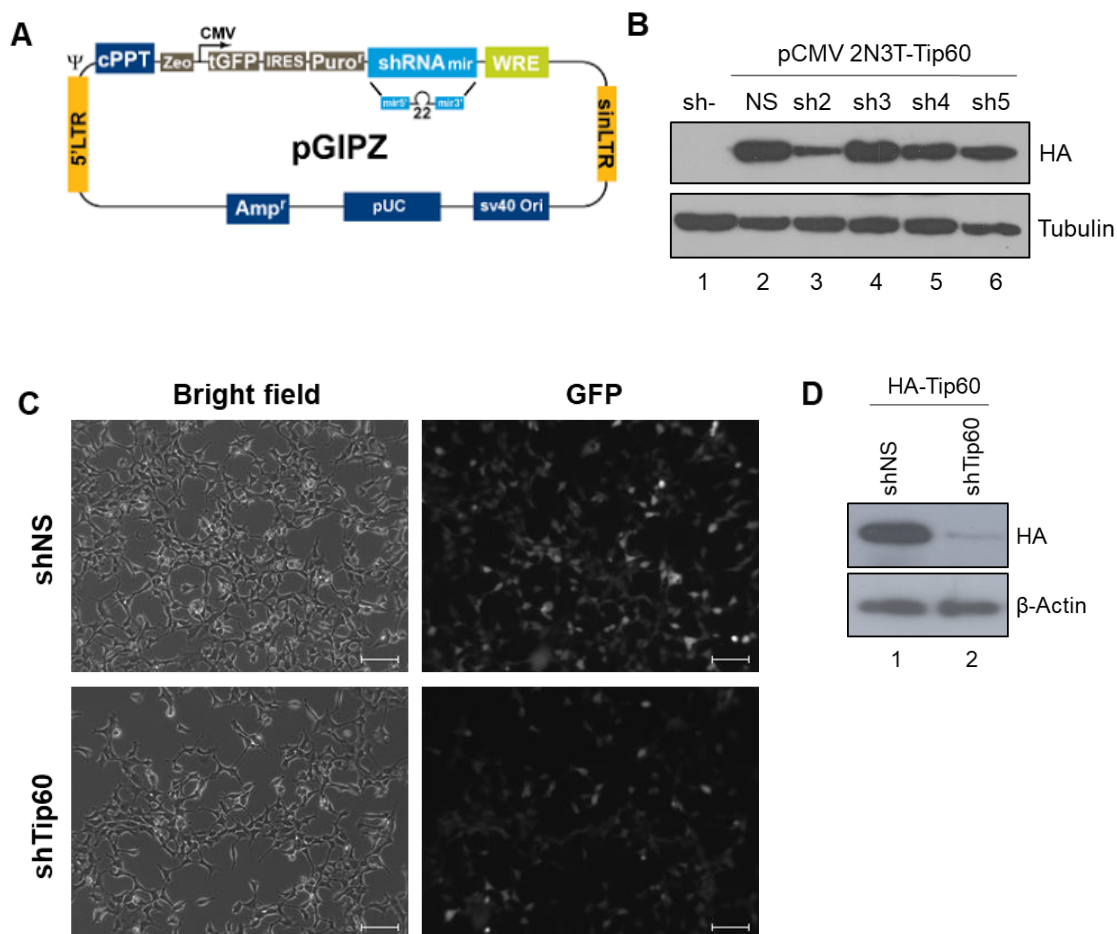 A
Ψ
cPPT
Zeo
CMV
tGFP
IRES
Puroʳ
shRNA mir
WRE
mir5'
22
mir3'
5'LTR
pGIPZ
sinLTR
Ampʳ
pUC
sv40 Ori
B
pCMV 2N3T-Tip60
sh- NS sh2 sh3 sh4 sh5
HA
Tubulin
1 2 3 4 5 6
C
Bright field GFP
shNS
shTip60
D
HA-Tip60
shNS shTip60
HA
β-Actin
1 2